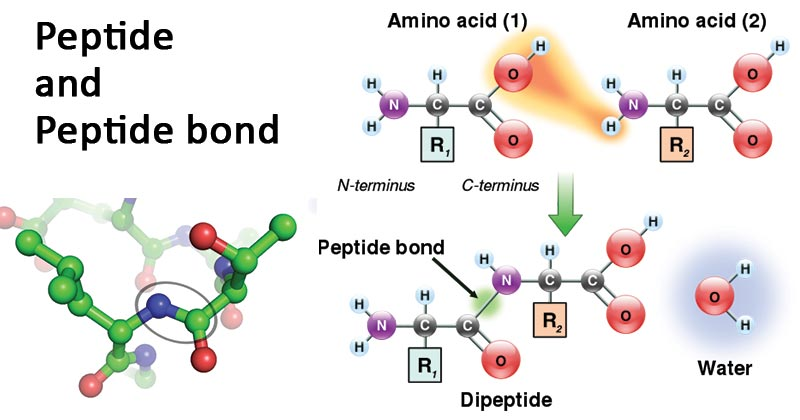 Peptide
and
Peptide bond
Amino acid (1)
Amino acid (2)
H
H
H
H
O
H
H
H
O
N
C
C
N
C
C
H
R1
O
H
R2
O
N-terminus
C-terminus
Peptide bond
H
H
H
O
N
C
C
H
H
R2
O
H
N
C
C
O
H
H
R1
O
Water
Dipeptide